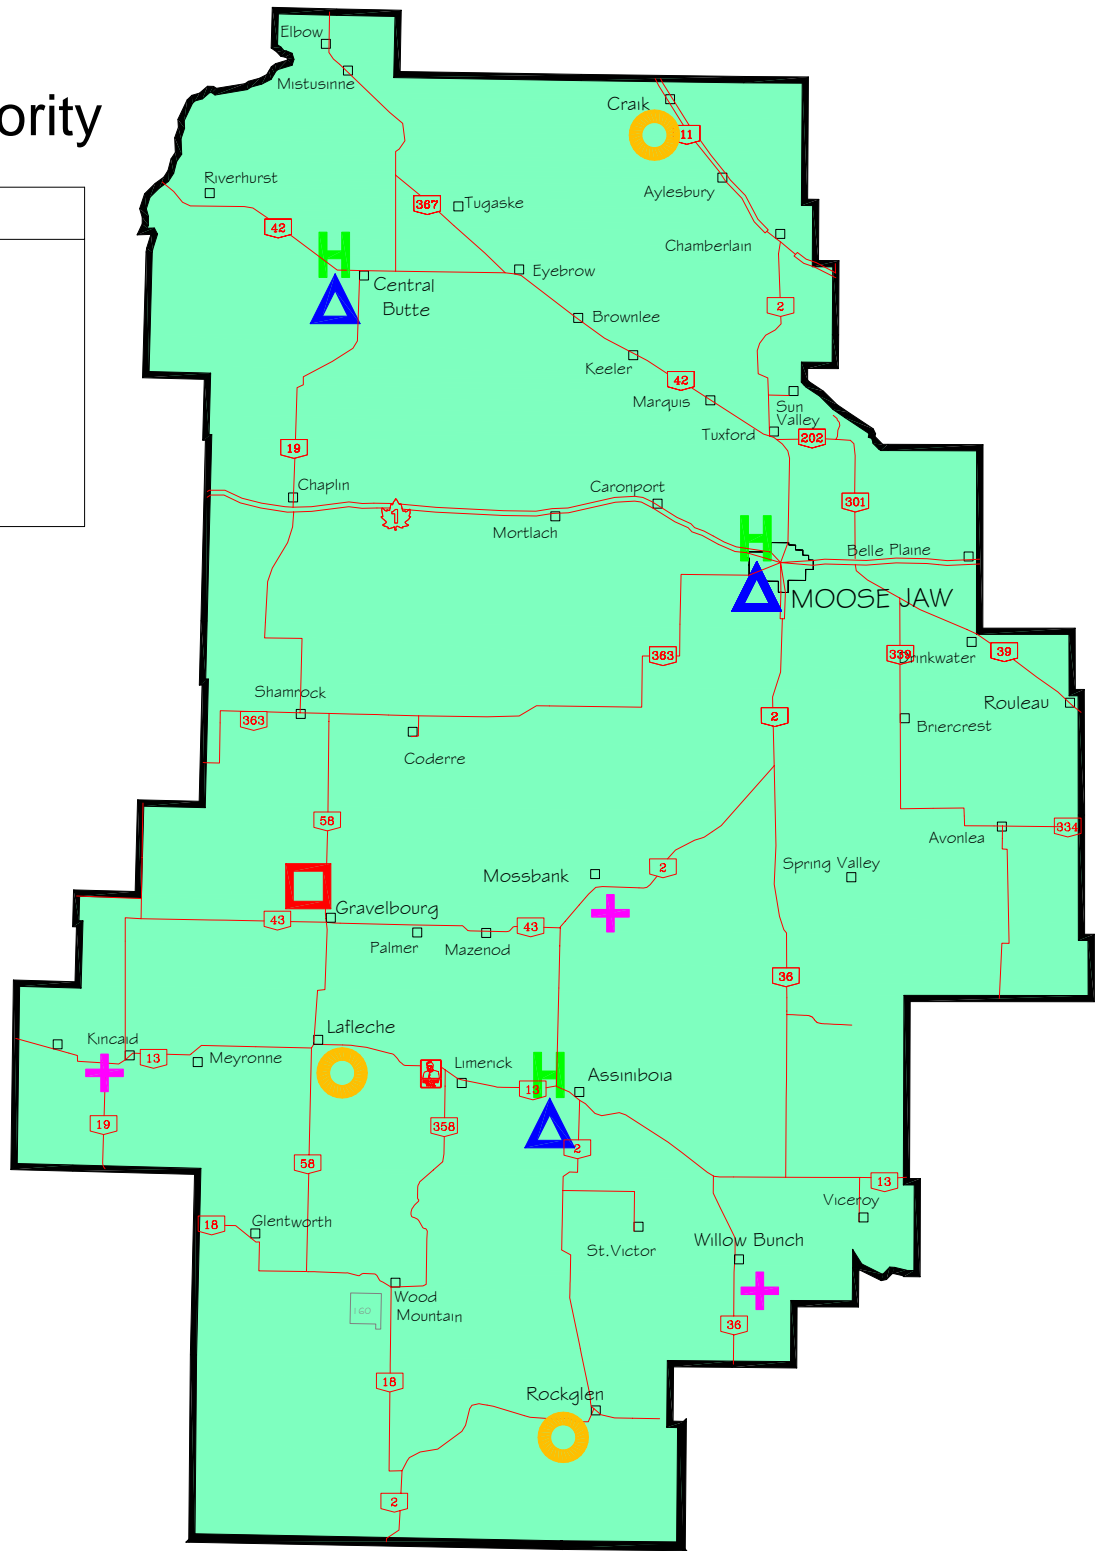 Elbow
Mistusinne
ority
Craik
11
Riverhurst
Aylesbury
367
Tugaske
42
Chamberlain
H
Eyebrow
Central
Butte
2
Brownlee
Keeler
42
Marquis
Sun
Valley
Tuxford
202
19
Chaplin
Caronport
301
1
Mortlach
H
Belle Plaine
MOOSE JAW
363
339
Drinkwater
39
Shamrock
Rouleau
363
2
Briercrest
Coderre
58
334
Avonlea
2
Spring Valley
Mossbank
Gravelbourg
43
43
Palmer
Mazenod
36
Lafleche
Kincaid
13
Meyronne
Limerick
H
13
Assiniboia
19
358
2
58
13
Viceroy
18
Glentworth
St.Victor
Willow Bunch
Wood
Mountain
160
36
18
Rockglen
2